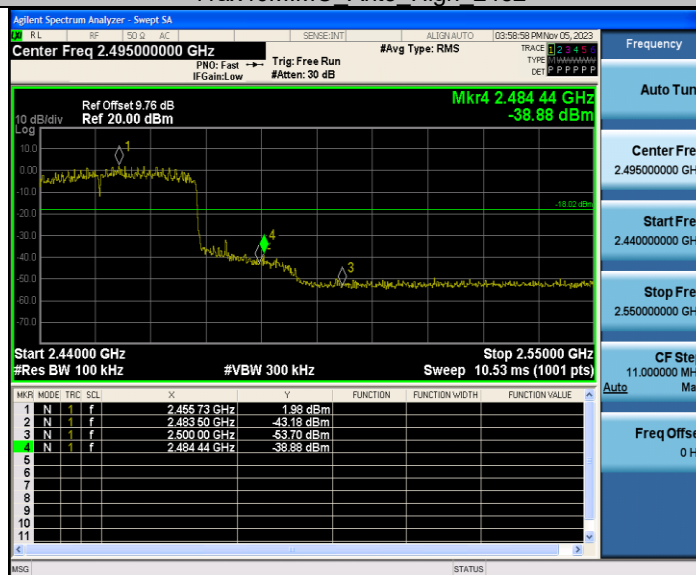 Agilent Spectrum Analyzer - Swept SA
RL RF 50 Ω AC SENSE:INT ALIGNAUTO 03:58:58 PM Nov 05, 2023
Center Freq 2.495000000 GHz #Avg Type: RMS TRACE 1 2 3 4 5 6
PNO: Fast Trig: Free Run TYPE
IFGain:Low #Atten: 30 dB DET P P P P P P
Frequency
Auto Tun
Mkr4 2.484 44 GHz
-38.88 dBm
Ref Offset 9.76 dB
10 dB/div Ref 20.00 dBm
Log
10.0
0.00
-10.0
-20.0
-30.0
-40.0
-50.0
-60.0
-70.0
1
-18.02 dBm
4
3
Center Fre
2.495000000 GH
Start Fre
2.440000000 GH
Stop Fre
2.550000000 GH
CF Ste
11.000000 MH
Auto Ma
Freq Offse
0 H
Start 2.44000 GHz Stop 2.55000 GHz
#Res BW 100 kHz #VBW 300 kHz Sweep 10.53 ms (1001 pts)
MKR MODE TRC SCL X Y FUNCTION FUNCTION WIDTH FUNCTION VALUE
1 N 1 f 2.455 73 GHz 1.98 dBm
2 N 1 f 2.483 50 GHz -43.18 dBm
3 N 1 f 2.500 00 GHz -53.70 dBm
4 N 1 f 2.484 44 GHz -38.88 dBm
5
6
7
8
9
10
11
MSG STATUS